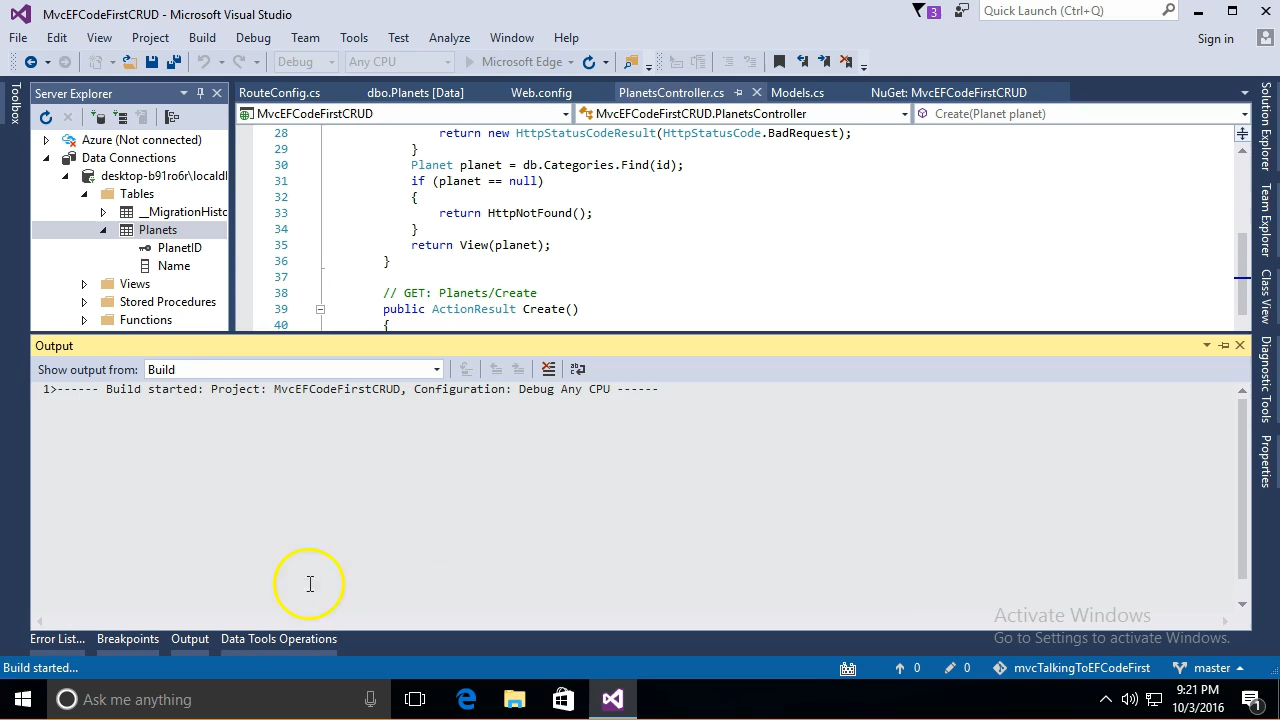 MvcEFCodeFirstCRUD - Microsoft Visual Studio
3
Quick Launch (Ctrl+Q)
File Edit View Project Build Debug Team Tools Test Analyze Window Help
Sign in
Debug Any CPU Microsoft Edge
Toolbox
Server Explorer
Azure (Not connected)
Data Connections
desktop-b91ro6r\localdl
Tables
__MigrationHistc
Planets
PlanetID
Name
Views
Stored Procedures
Functions
RouteConfig.cs dbo.Planets [Data] Web.config PlanetsController.cs Models.cs NuGet: MvcEFCodeFirstCRUD
MvcEFCodeFirstCRUD MvcEFCodeFirstCRUD.PlanetsController Create(Planet planet)
28 return new HttpStatusCodeResult(HttpStatusCode.BadRequest);
29 }
30 Planet planet = db.Categories.Find(id);
31 if (planet == null)
32 {
33 return HttpNotFound();
34 }
35 return View(planet);
36 }
37
38 // GET: Planets/Create
39 public ActionResult Create()
40 {
Solution Explorer
Team Explorer
Class View
Diagnostic Tools
Properties
Output
Show output from: Build
1>------ Build started: Project: MvcEFCodeFirstCRUD, Configuration: Debug Any CPU ------
Activate Windows
Go to Settings to activate Windows.
Error List... Breakpoints Output Data Tools Operations
Build started... 0 0 mvcTalkingToEFCodeFirst master
Ask me anything
9:21 PM
10/3/2016
1